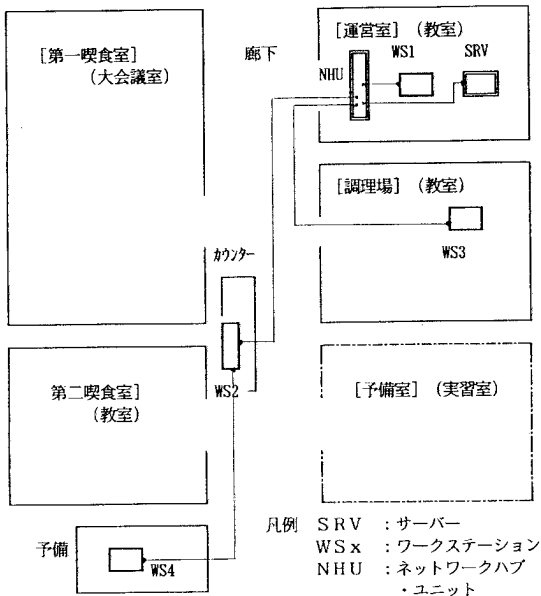 [第一喫食室]
(大会議室)
廊下
[運営室] (教室)
WS1
SRV
NHU
[調理場] (教室)
WS3
カウンター
WS2
第二喫食室]
(教室)
[予備室] (実習室)
予備
WS4
凡例 SRV :サーバー
WSx :ワークステーション
NHU :ネットワークハブ
・ユニット